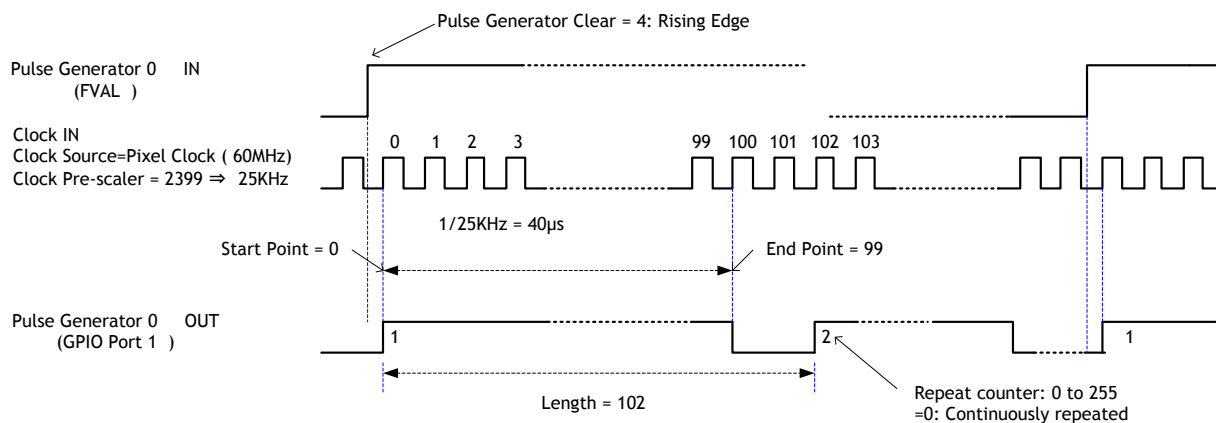 Pulse Generator Clear = 4: Rising Edge
Pulse Generator 0 IN
(FVAL )
Clock IN
Clock Source=Pixel Clock ( 60MHz)
Clock Pre-scaler = 2399 ⇒ 25KHz
0 1 2 3 99 100 101 102 103
1/25KHz = 40µs
Start Point = 0
End Point = 99
Pulse Generator 0 OUT
(GPIO Port 1 )
1 2 1
Length = 102
Repeat counter: 0 to 255
=0: Continuously repeated